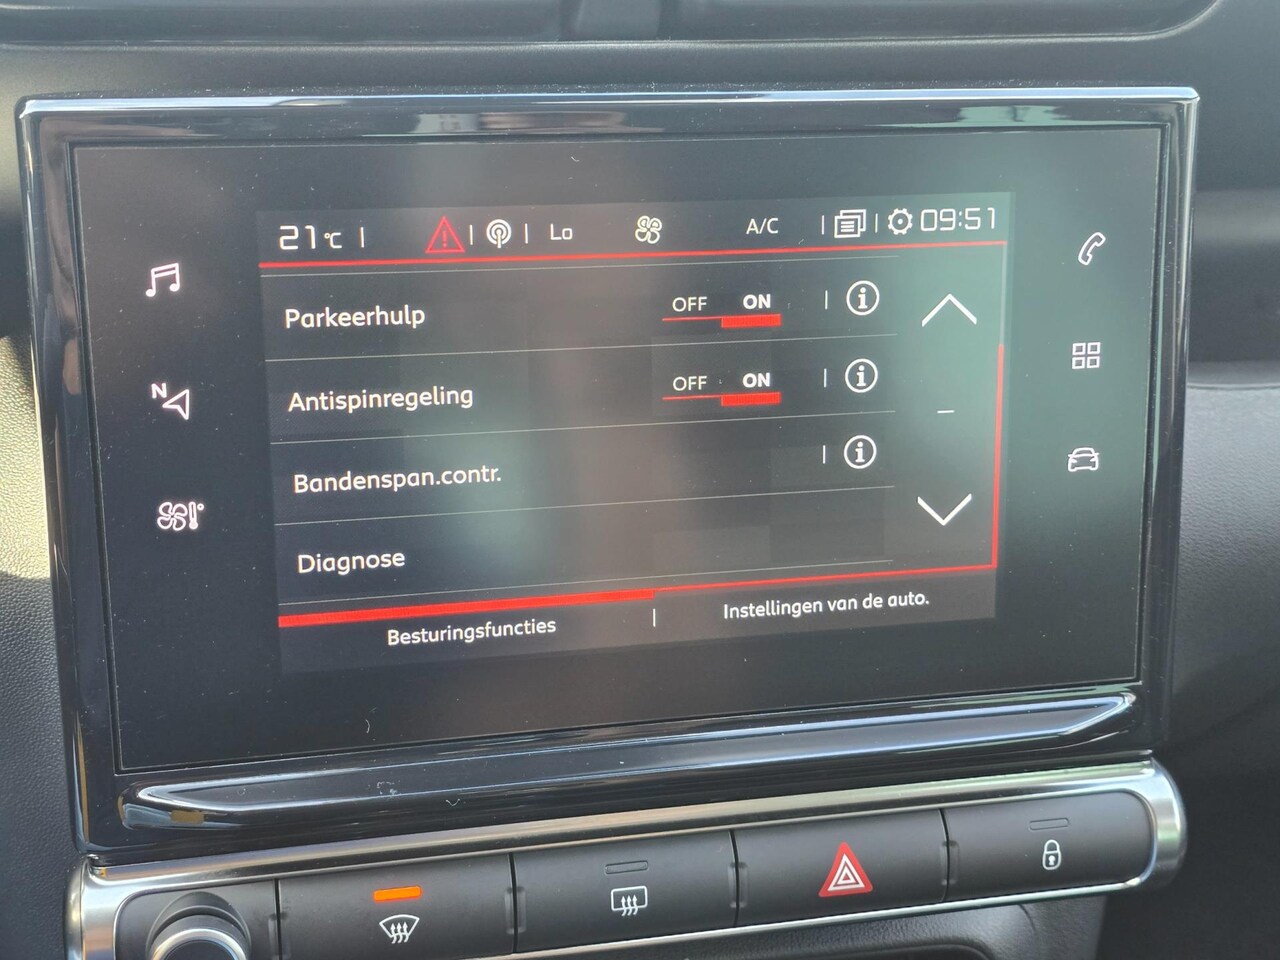 21°C Lo A/C 09:51
Parkeerhulp OFF ON
Antispinregeling OFF ON
Bandenspan.contr.
Diagnose
Besturingsfuncties Instellingen van de auto.
N